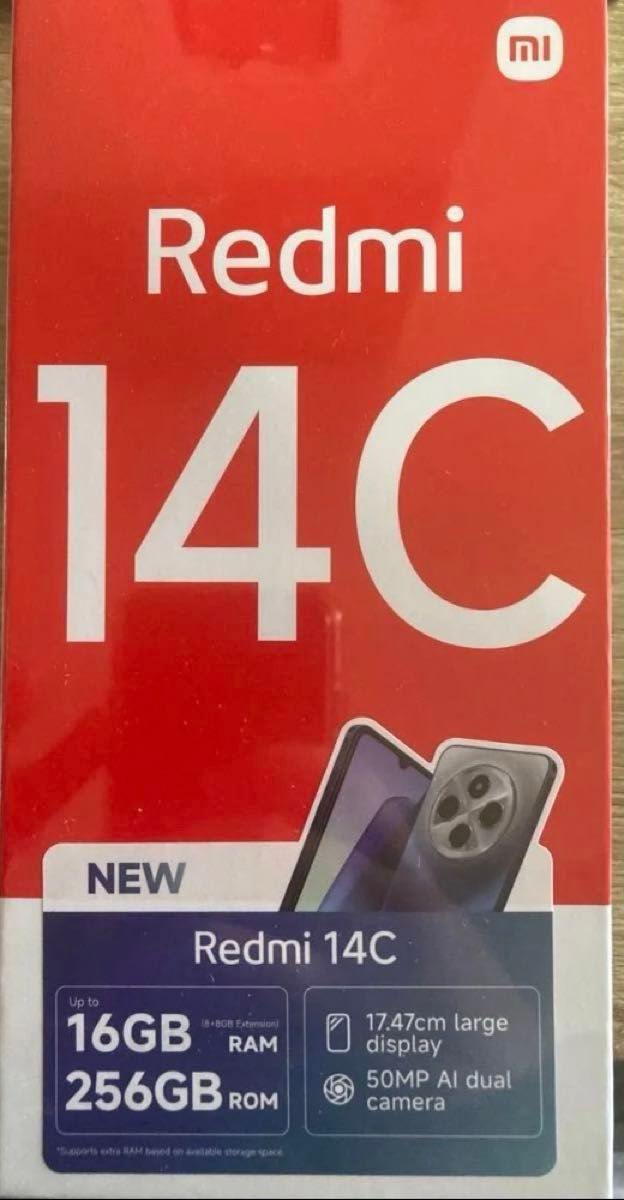 mi
Redmi
14C
NEW
Redmi 14C
Up to
16GB (8+8GB Extension) RAM
256GB ROM
17.47cm large
display
50MP AI dual
camera
*Supports extra RAM based on available storage space.